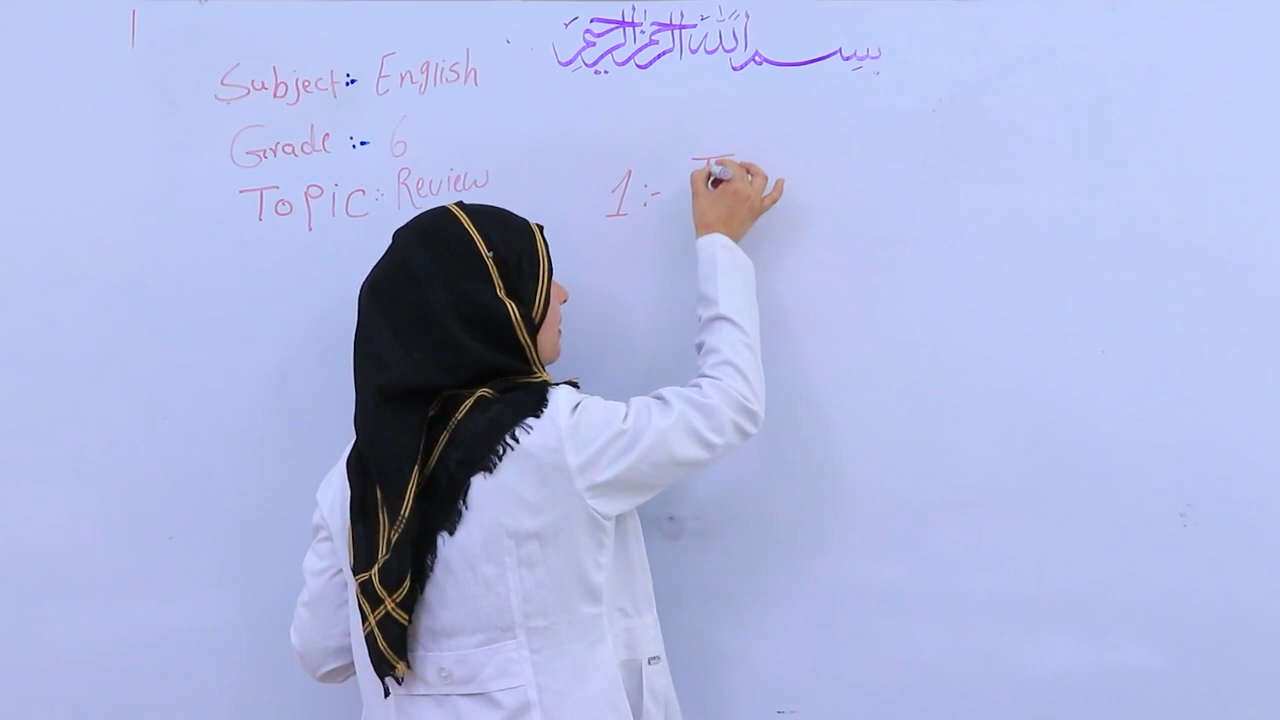 بسم الله الرحمن الرحيم
Subject:- English
Grade :- 6
Topic: Review
1:-